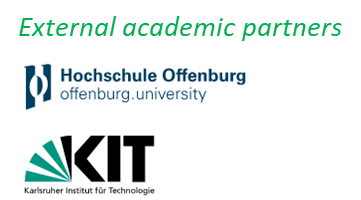 External academic partners
Hochschule Offenburg
offenburg.university
KIT
Karlsruher Institut für Technologie